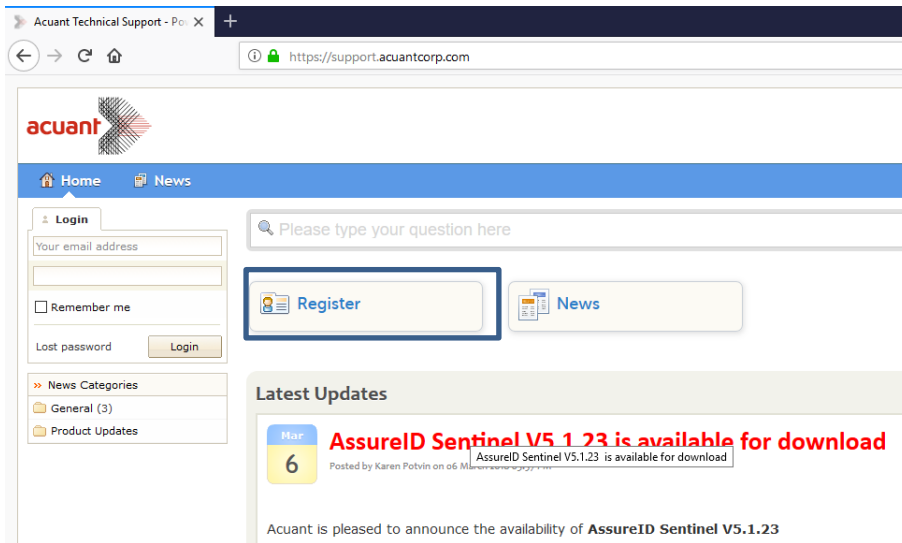 Acuant Technical Support - Po
https://support.acuantcorp.com
acuant
Home
News
Login
Your email address
Remember me
Lost password
Login
News Categories
General (3)
Product Updates
Please type your question here
Register
News
Latest Updates
Mar
6
AssureID Sentinel V5.1.23 is available for download
AssureID Sentinel V5.1.23 is available for download
Posted by Karen Potvin on 06
Acuant is pleased to announce the availability of AssureID Sentinel V5.1.23